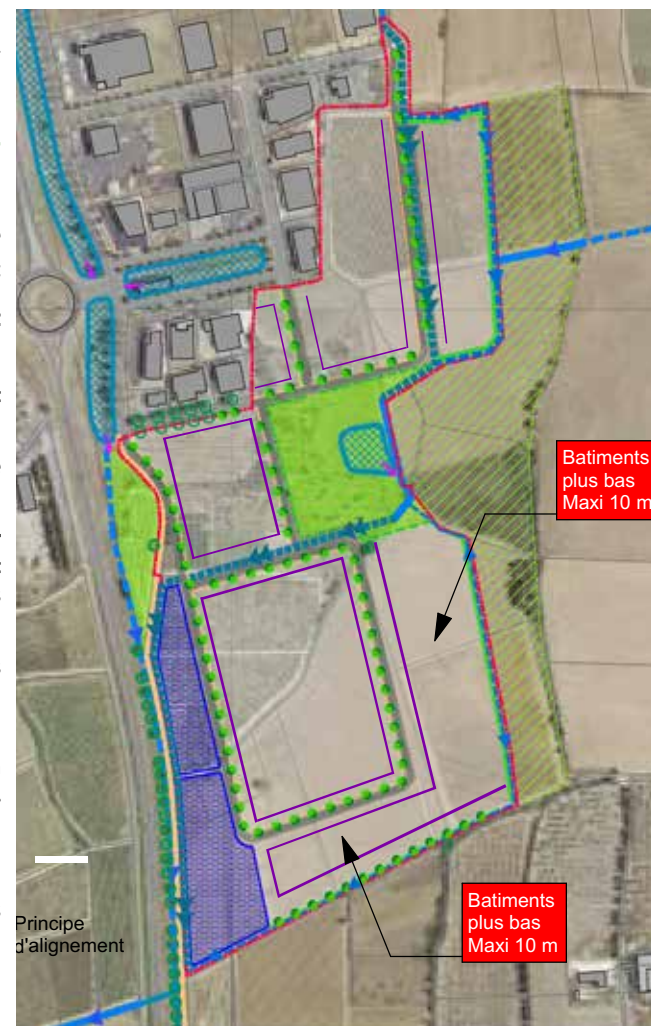 Batiments
plus bas
Maxi 10 m
Batiments
plus bas
Maxi 10 m
Principe
d'alignement